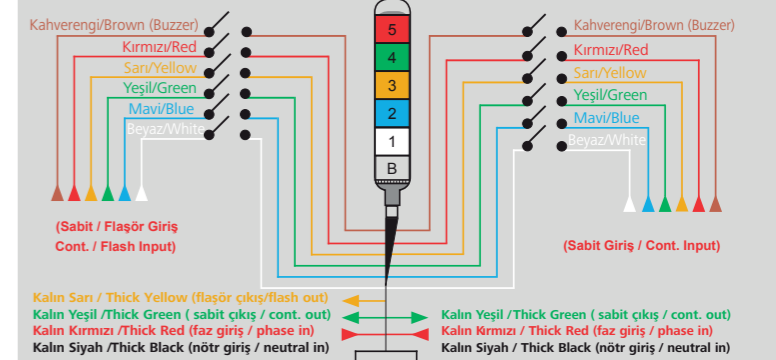 Kahverengi/Brown (Buzzer)
Kırmızı/Red
Sarı/Yellow
Yeşil/Green
Mavi/Blue
Beyaz/White
5
4
3
2
1
B
Kahverengi/Brown (Buzzer)
Kırmızı/Red
Sarı/Yellow
Yeşil/Green
Mavi/Blue
Beyaz/White
(Sabit / Flaşör Giriş
Cont. / Flash Input)
(Sabit Giriş / Cont. Input)
Kalın Sarı / Thick Yellow (flaşör çıkış/flash out)
Kalın Yeşil /Thick Green ( sabit çıkış / cont. out)
Kalın Kırmızı /Thick Red (faz giriş / phase in)
Kalın Siyah /Thick Black (nötr giriş / neutral in)
Kalın Yeşil /Thick Green ( sabit çıkış / cont. out)
Kalın Kırmızı / Thick Red (faz giriş / phase in)
Kalın Siyah / Thick Black (nötr giriş / neutral in)